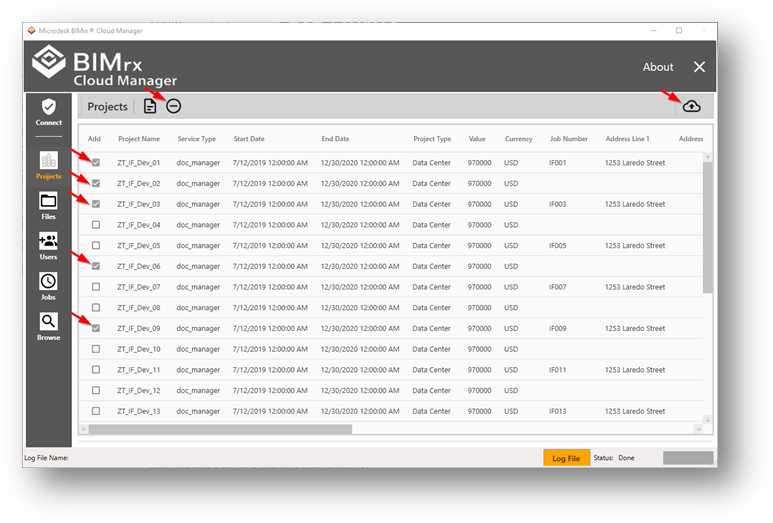 Microdesk BIMrx® Cloud Manager
BIMrx
Cloud Manager
About
Connect
Projects
Files
Users
Jobs
Browse
Projects
Add Project Name Service Type Start Date End Date Project Type Value Currency Job Number Address Line 1 Address
ZT_IF_Dev_01 doc_manager 7/12/2019 12:00:00 AM 12/30/2020 12:00:00 AM Data Center 970000 USD IF001 1253 Laredo Street
ZT_IF_Dev_02 doc_manager 7/12/2019 12:00:00 AM 12/30/2020 12:00:00 AM Data Center 970000 USD
ZT_IF_Dev_03 doc_manager 7/12/2019 12:00:00 AM 12/30/2020 12:00:00 AM Data Center 970000 USD IF003 1253 Laredo Street
ZT_IF_Dev_04 doc_manager 7/12/2019 12:00:00 AM 12/30/2020 12:00:00 AM Data Center 970000 USD
ZT_IF_Dev_05 doc_manager 7/12/2019 12:00:00 AM 12/30/2020 12:00:00 AM Data Center 970000 USD IF005 1253 Laredo Street
ZT_IF_Dev_06 doc_manager 7/12/2019 12:00:00 AM 12/30/2020 12:00:00 AM Data Center 970000 USD
ZT_IF_Dev_07 doc_manager 7/12/2019 12:00:00 AM 12/30/2020 12:00:00 AM Data Center 970000 USD IF007 1253 Laredo Street
ZT_IF_Dev_08 doc_manager 7/12/2019 12:00:00 AM 12/30/2020 12:00:00 AM Data Center 970000 USD
ZT_IF_Dev_09 doc_manager 7/12/2019 12:00:00 AM 12/30/2020 12:00:00 AM Data Center 970000 USD IF009 1253 Laredo Street
ZT_IF_Dev_10 doc_manager 7/12/2019 12:00:00 AM 12/30/2020 12:00:00 AM Data Center 970000 USD
ZT_IF_Dev_11 doc_manager 7/12/2019 12:00:00 AM 12/30/2020 12:00:00 AM Data Center 970000 USD IF011 1253 Laredo Street
ZT_IF_Dev_12 doc_manager 7/12/2019 12:00:00 AM 12/30/2020 12:00:00 AM Data Center 970000 USD
ZT_IF_Dev_13 doc_manager 7/12/2019 12:00:00 AM 12/30/2020 12:00:00 AM Data Center 970000 USD IF013 1253 Laredo Street
Log File Name: Log File Status: Done